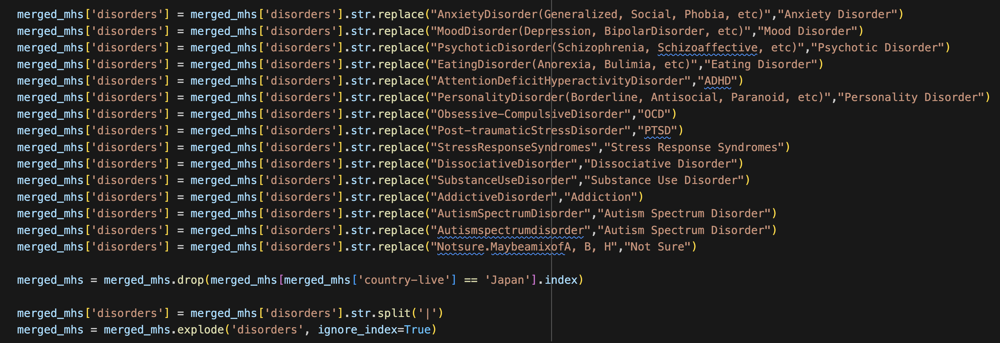 merged_mhs['disorders'] = merged_mhs['disorders'].str.replace("AnxietyDisorder(Generalized, Social, Phobia, etc)","Anxiety Disorder")
merged_mhs['disorders'] = merged_mhs['disorders'].str.replace("MoodDisorder(Depression, BipolarDisorder, etc)","Mood Disorder")
merged_mhs['disorders'] = merged_mhs['disorders'].str.replace("PsychoticDisorder(Schizophrenia, Schizoaffective, etc)","Psychotic Disorder")
merged_mhs['disorders'] = merged_mhs['disorders'].str.replace("EatingDisorder(Anorexia, Bulimia, etc)","Eating Disorder")
merged_mhs['disorders'] = merged_mhs['disorders'].str.replace("AttentionDeficitHyperactivityDisorder","ADHD")
merged_mhs['disorders'] = merged_mhs['disorders'].str.replace("PersonalityDisorder(Borderline, Antisocial, Paranoid, etc)","Personality Disorder")
merged_mhs['disorders'] = merged_mhs['disorders'].str.replace("Obsessive-CompulsiveDisorder","OCD")
merged_mhs['disorders'] = merged_mhs['disorders'].str.replace("Post-traumaticStressDisorder","PTSD")
merged_mhs['disorders'] = merged_mhs['disorders'].str.replace("StressResponseSyndromes","Stress Response Syndromes")
merged_mhs['disorders'] = merged_mhs['disorders'].str.replace("DissociativeDisorder","Dissociative Disorder")
merged_mhs['disorders'] = merged_mhs['disorders'].str.replace("SubstanceUseDisorder","Substance Use Disorder")
merged_mhs['disorders'] = merged_mhs['disorders'].str.replace("AddictiveDisorder","Addiction")
merged_mhs['disorders'] = merged_mhs['disorders'].str.replace("AutismSpectrumDisorder","Autism Spectrum Disorder")
merged_mhs['disorders'] = merged_mhs['disorders'].str.replace("Autismspectrumdisorder","Autism Spectrum Disorder")
merged_mhs['disorders'] = merged_mhs['disorders'].str.replace("Notsure.MaybeamixofA, B, H","Not Sure")
merged_mhs = merged_mhs.drop(merged_mhs[merged_mhs['country-live'] == 'Japan'].index)
merged_mhs['disorders'] = merged_mhs['disorders'].str.split('|')
merged_mhs = merged_mhs.explode('disorders', ignore_index=True)